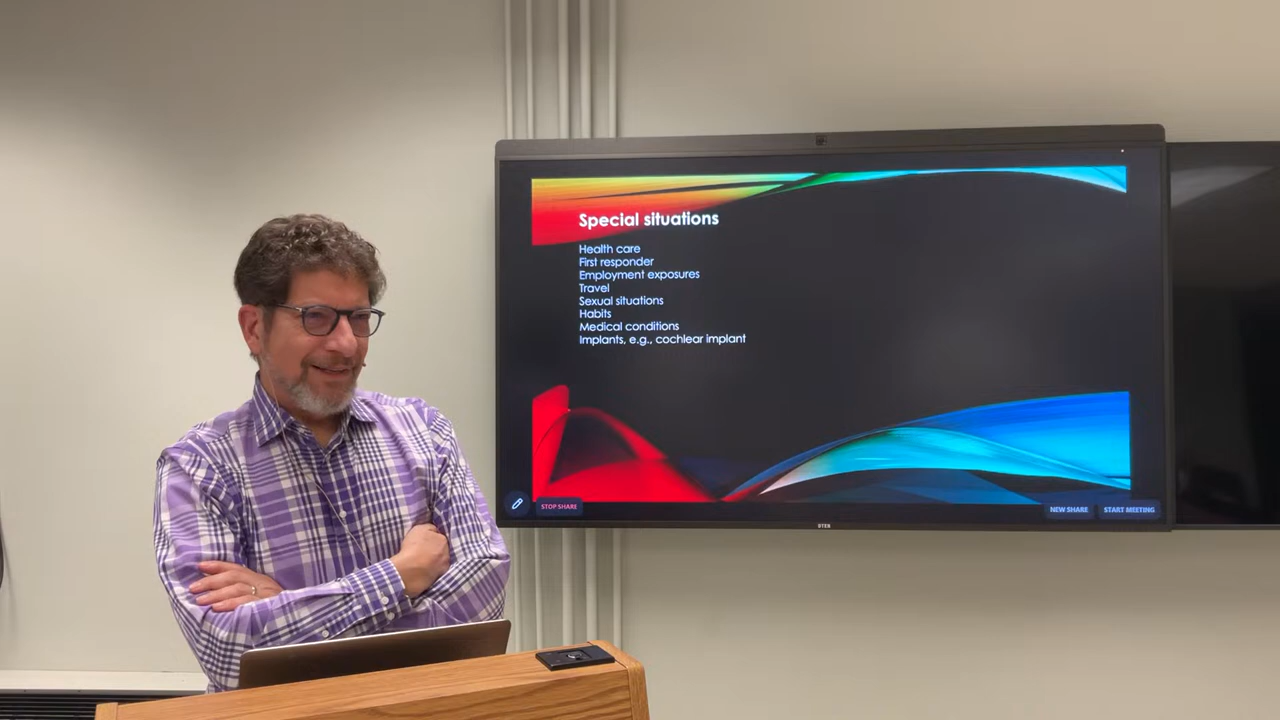 Special situations
Health care
First responder
Employment exposures
Travel
Sexual situations
Habits
Medical conditions
Implants, e.g., cochlear implant
STOP SHARE
NEW SHARE
START MEETING
UTEN